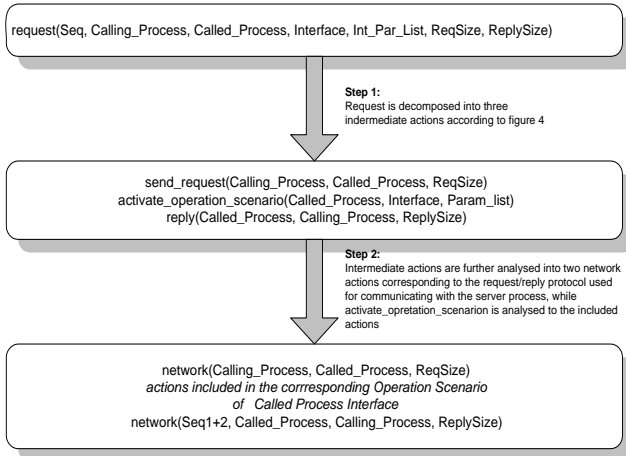 request(Seq, Calling_Process, Called_Process, Interface, Int_Par_List, ReqSize, ReplySize)
Step 1:
Request is decomposed into three
indermediate actions according to figure 4
send_request(Calling_Process, Called_Process, ReqSize)
activate_operation_scenario(Called_Process, Interface, Param_list)
reply(Called_Process, Calling_Process, ReplySize)
Step 2:
Intermediate actions are further analysed into two network
actions corresponding to the request/reply protocol used
for communicating with the server process, while
activate_opretation_scenarion is analysed to the included
actions
network(Calling_Process, Called_Process, ReqSize)
actions included in the corrresponding Operation Scenario
of Called Process Interface
network(Seq1+2, Called_Process, Calling_Process, ReplySize)